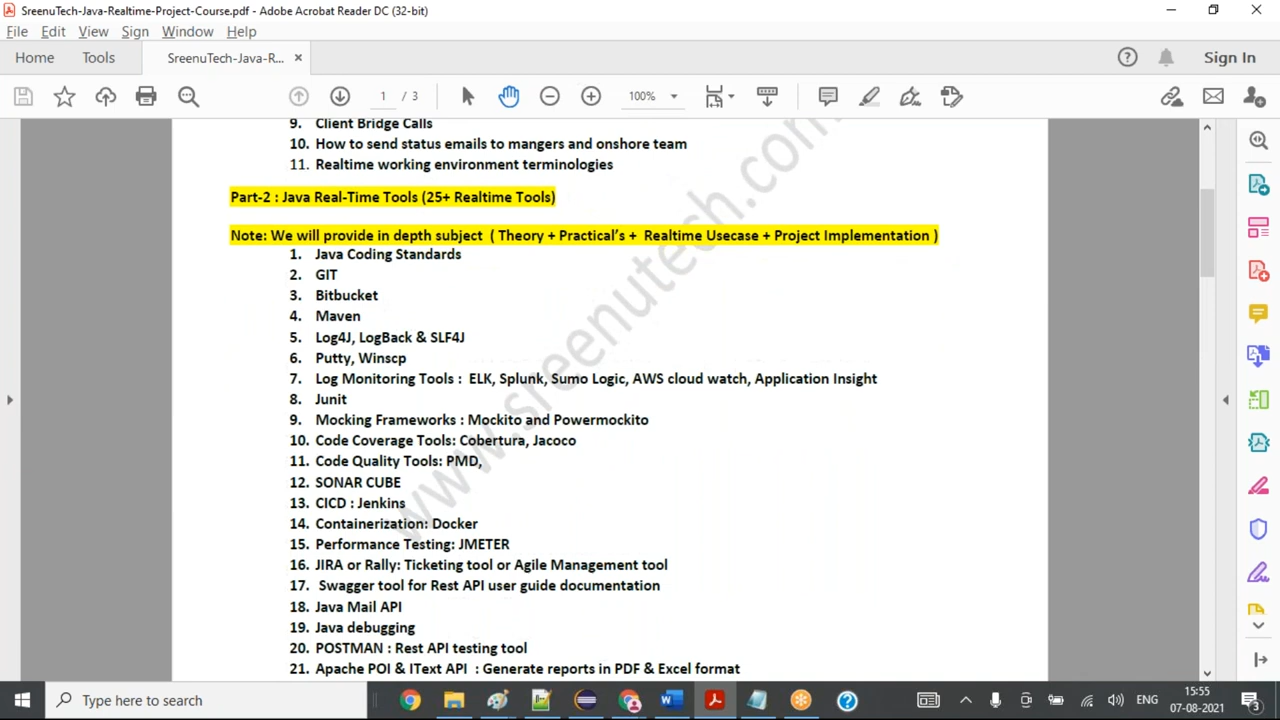 SreenuTech-Java-Realtime-Project-Course.pdf - Adobe Acrobat Reader DC (32-bit)
File Edit View Sign Window Help
Home Tools SreenuTech-Java-R... × Sign In
1 / 3 100%
9. Client Bridge Calls
10. How to send status emails to mangers and onshore team
11. Realtime working environment terminologies
Part-2 : Java Real-Time Tools (25+ Realtime Tools)
Note: We will provide in depth subject ( Theory + Practical’s + Realtime Usecase + Project Implementation )
1. Java Coding Standards
2. GIT
3. Bitbucket
4. Maven
5. Log4J, LogBack & SLF4J
6. Putty, Winscp
7. Log Monitoring Tools : ELK, Splunk, Sumo Logic, AWS cloud watch, Application Insight
8. Junit
9. Mocking Frameworks : Mockito and Powermockito
10. Code Coverage Tools: Cobertura, Jacoco
11. Code Quality Tools: PMD,
12. SONAR CUBE
13. CICD : Jenkins
14. Containerization: Docker
15. Performance Testing: JMETER
16. JIRA or Rally: Ticketing tool or Agile Management tool
17. Swagger tool for Rest API user guide documentation
18. Java Mail API
19. Java debugging
20. POSTMAN : Rest API testing tool
21. Apache POI & IText API : Generate reports in PDF & Excel format
www.sreenutech.com
Type here to search
ENG 15:55
07-08-2021 3